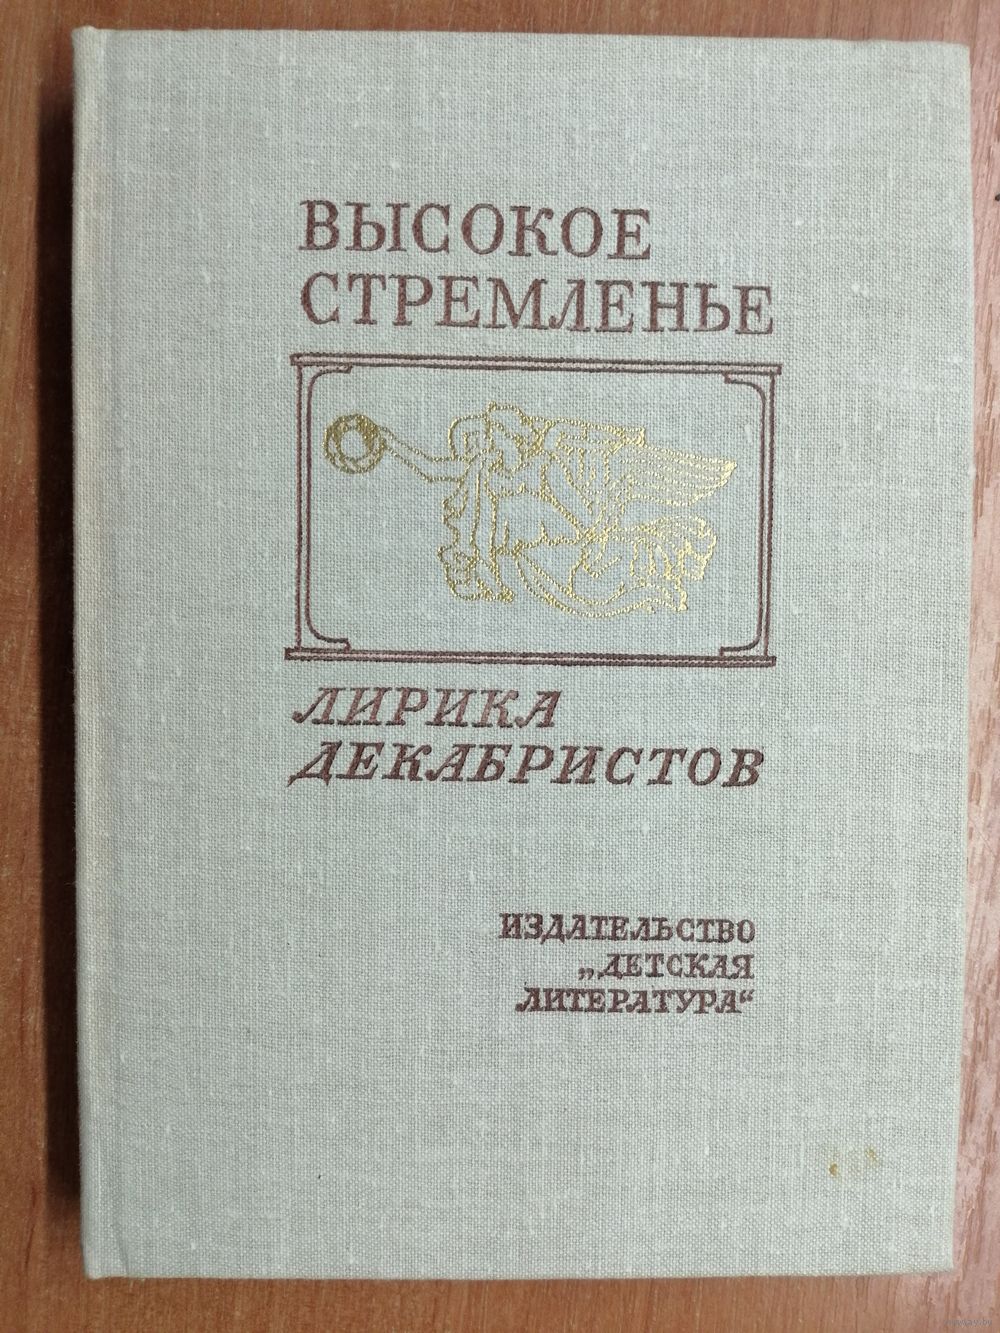 ВЫСОКОЕ
СТРЕМЛЕНЬЕ
ЛИРИКА
ДЕКАБРИСТОВ
ИЗДАТЕЛЬСТВО
„ДЕТСКАЯ
ЛИТЕРАТУРА“